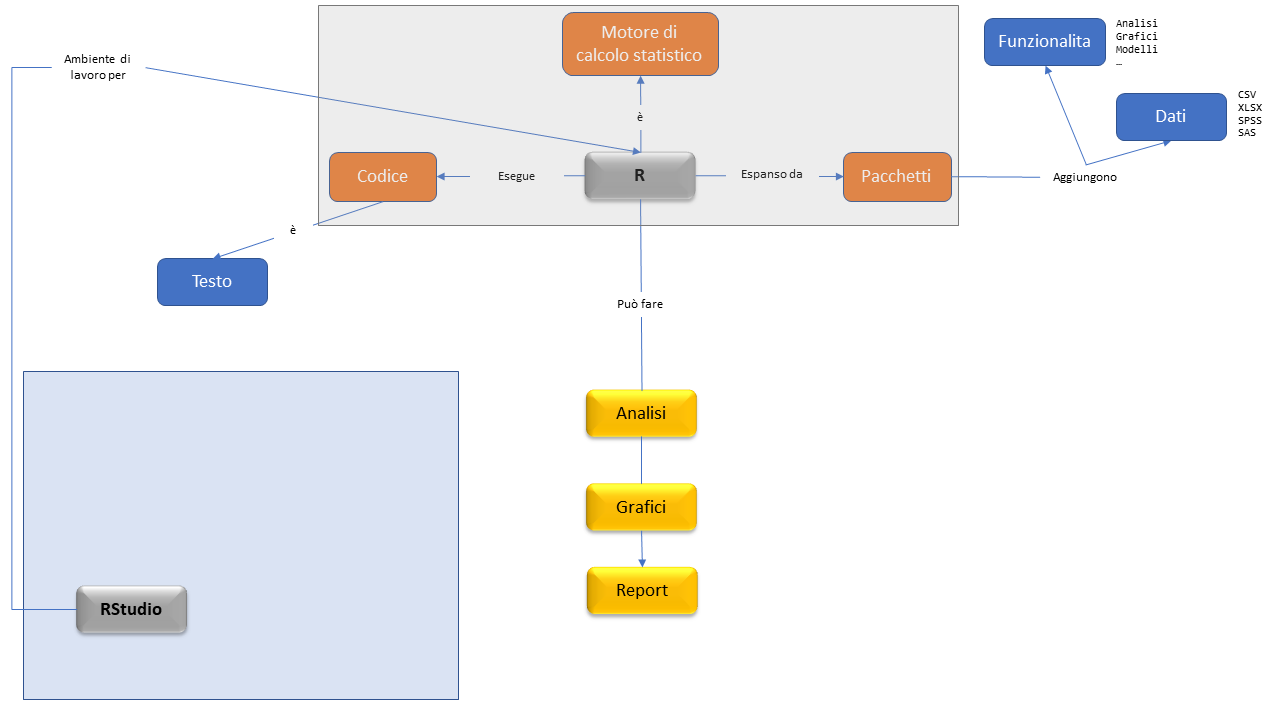 Motore di
calcolo statistico
Funzionalita
Analisi
Grafici
Modelli
…
Ambiente di
lavoro per
Dati
CSV
XLSX
SPSS
SAS
è
Codice
Esegue
R
Espanso da
Pacchetti
Aggiungono
è
Testo
Può fare
Analisi
Grafici
Report
RStudio